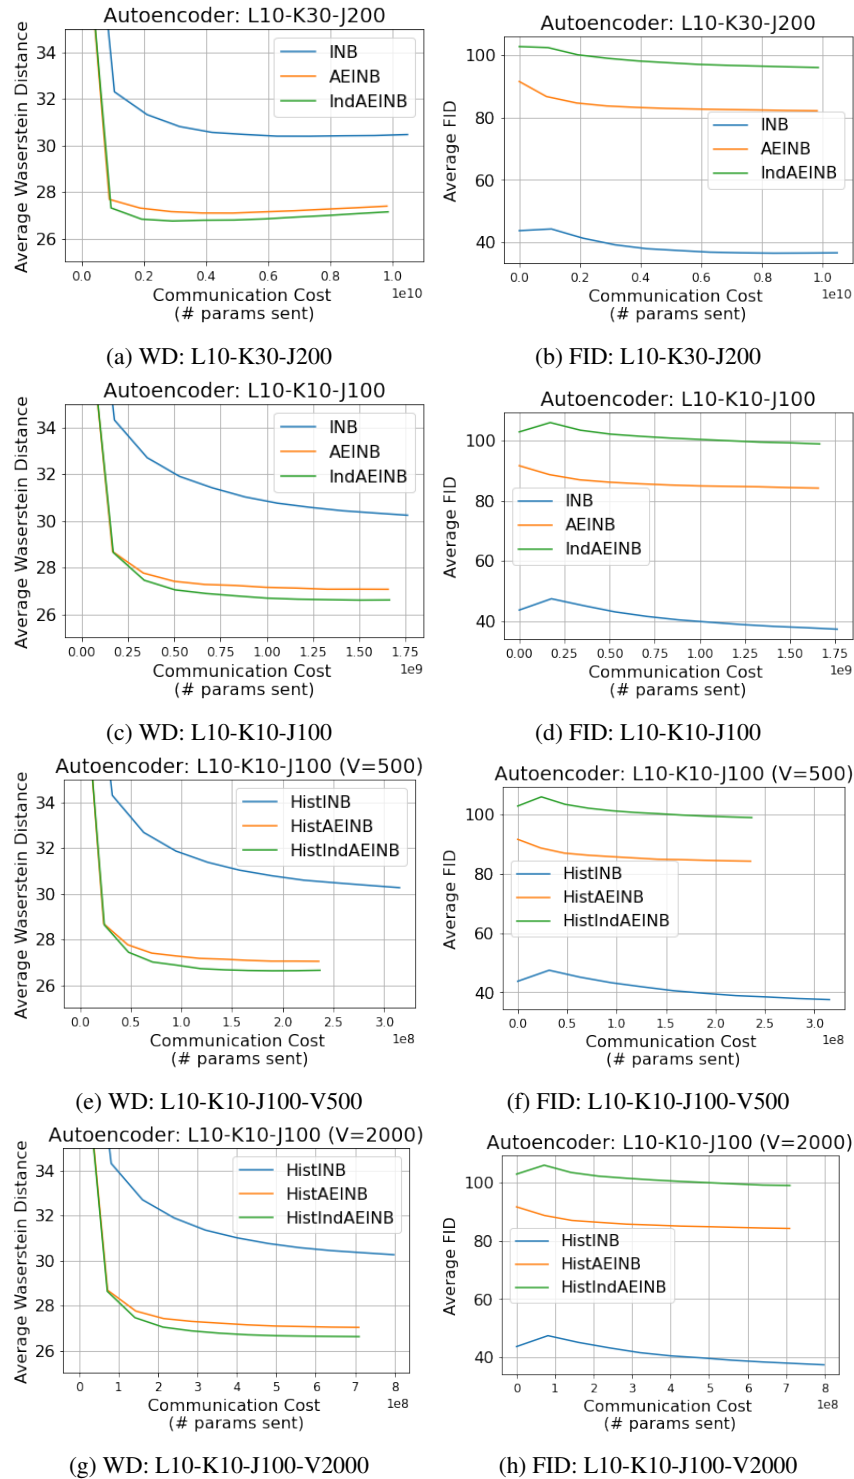 Autoencoder: L10-K30-J200
Average Waserstein Distance
34
32
30
28
26
INB
AEINB
IndAEINB
0.0 0.2 0.4 0.6 0.8 1.0
1e10
Communication Cost
(# params sent)
(a) WD: L10-K30-J200
Autoencoder: L10-K30-J200
Average FID
100
80
60
40
INB
AEINB
IndAEINB
0.0 0.2 0.4 0.6 0.8 1.0
1e10
Communication Cost
(# params sent)
(b) FID: L10-K30-J200
Autoencoder: L10-K10-J100
Average Waserstein Distance
34
32
30
28
26
INB
AEINB
IndAEINB
0.00 0.25 0.50 0.75 1.00 1.25 1.50 1.75
1e9
Communication Cost
(# params sent)
(c) WD: L10-K10-J100
Autoencoder: L10-K10-J100
Average FID
100
80
60
40
INB
AEINB
IndAEINB
0.00 0.25 0.50 0.75 1.00 1.25 1.50 1.75
1e9
Communication Cost
(# params sent)
(d) FID: L10-K10-J100
Autoencoder: L10-K10-J100 (V=500)
Average Waserstein Distance
34
32
30
28
26
HistINB
HistAEINB
HistIndAEINB
0.0 0.5 1.0 1.5 2.0 2.5 3.0
1e8
Communication Cost
(# params sent)
(e) WD: L10-K10-J100-V500
Autoencoder: L10-K10-J100 (V=500)
Average FID
100
80
60
40
HistINB
HistAEINB
HistIndAEINB
0.0 0.5 1.0 1.5 2.0 2.5 3.0
1e8
Communication Cost
(# params sent)
(f) FID: L10-K10-J100-V500
Autoencoder: L10-K10-J100 (V=2000)
Average Waserstein Distance
34
32
30
28
26
HistINB
HistAEINB
HistIndAEINB
0 1 2 3 4 5 6 7 8
1e8
Communication Cost
(# params sent)
(g) WD: L10-K10-J100-V2000
Autoencoder: L10-K10-J100 (V=2000)
Average FID
100
80
60
40
HistINB
HistAEINB
HistIndAEINB
0 1 2 3 4 5 6 7 8
1e8
Communication Cost
(# params sent)
(h) FID: L10-K10-J100-V2000